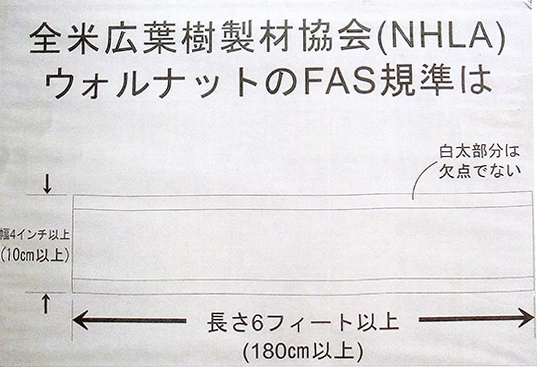 全米広葉樹製材協会(NHLA)
ウォルナットのFAS規準は
白太部分は
欠点でない
幅4インチ以上
(10cm以上)
長さ6フィート以上
(180cm以上)